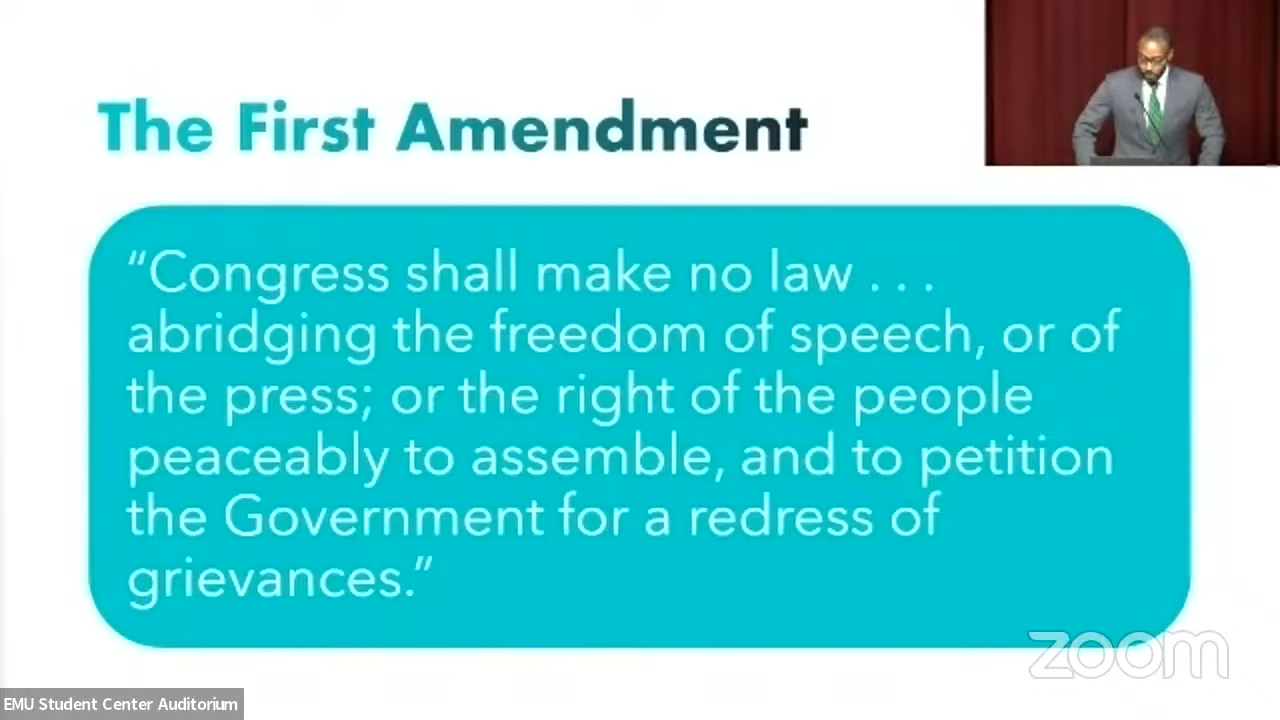 The First Amendment
“Congress shall make no law . . .
abridging the freedom of speech, or of
the press; or the right of the people
peaceably to assemble, and to petition
the Government for a redress of
grievances.”
zoom
EMU Student Center Auditorium